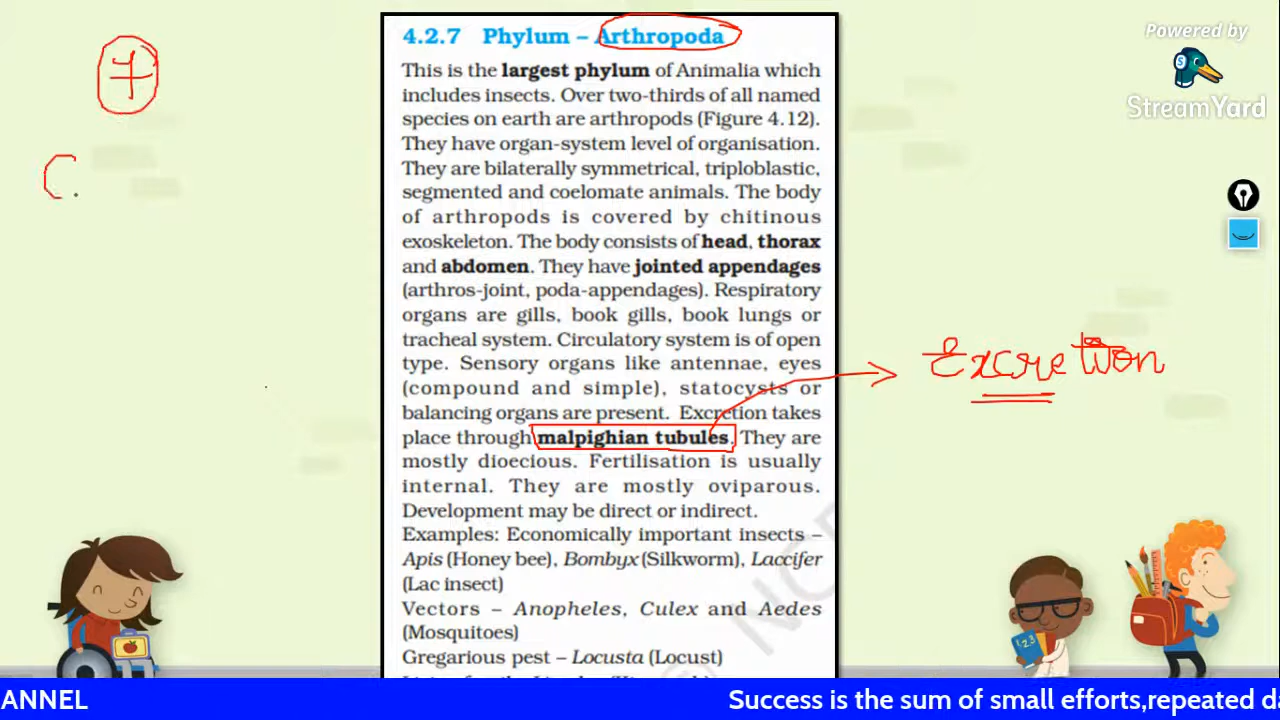 4.2.7 Phylum – Arthropoda
This is the largest phylum of Animalia which
includes insects. Over two-thirds of all named
species on earth are arthropods (Figure 4.12).
They have organ-system level of organisation.
They are bilaterally symmetrical, triploblastic,
segmented and coelomate animals. The body
of arthropods is covered by chitinous
exoskeleton. The body consists of head, thorax
and abdomen. They have jointed appendages
(arthros-joint, poda-appendages). Respiratory
organs are gills, book gills, book lungs or
tracheal system. Circulatory system is of open
type. Sensory organs like antennae, eyes
(compound and simple), statocysts or
balancing organs are present. Excretion takes
place through malpighian tubules. They are
mostly dioecious. Fertilisation is usually
internal. They are mostly oviparous.
Development may be direct or indirect.
Examples: Economically important insects –
Apis (Honey bee), Bombyx (Silkworm), Laccifer
(Lac insect)
Vectors – Anopheles, Culex and Aedes
(Mosquitoes)
Gregarious pest – Locusta (Locust)
Excretion
Powered by
StreamYard
1.2.3
ANNEL
Success is the sum of small efforts,repeated da